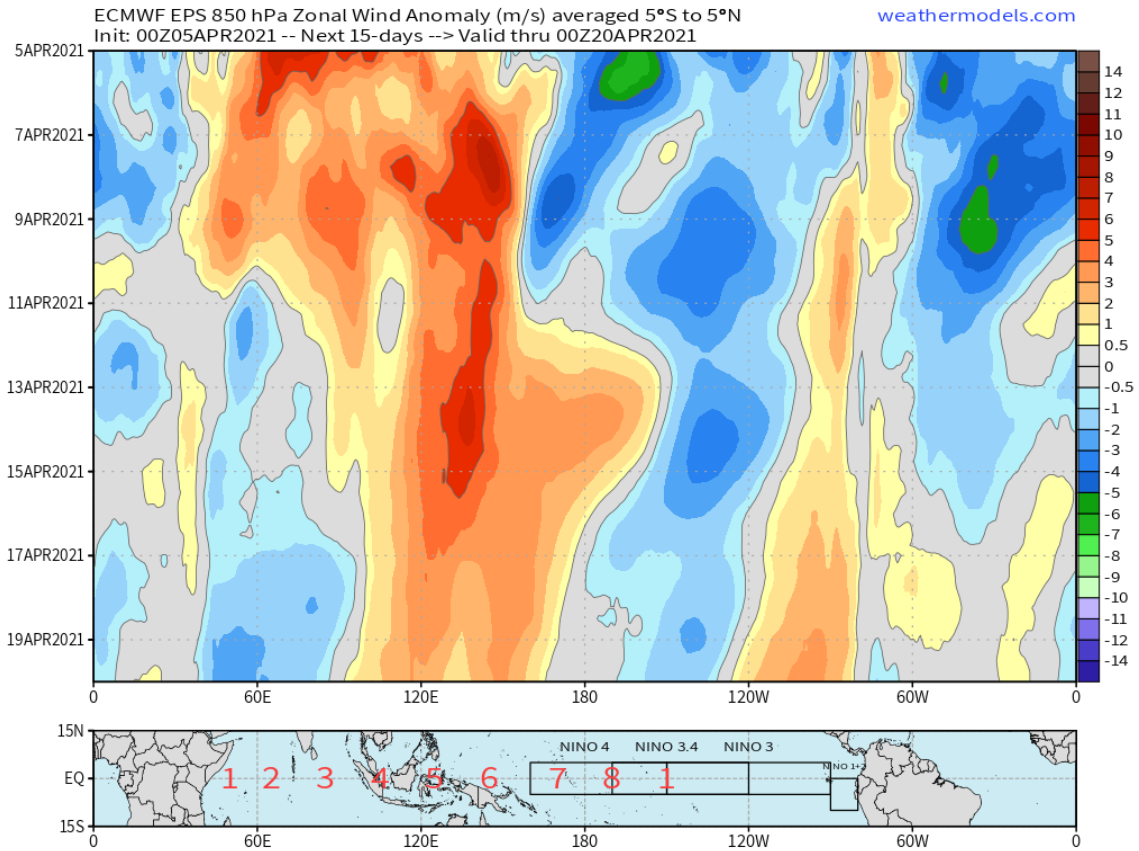 ECMWF EPS 850 hPa Zonal Wind Anomaly (m/s) averaged 5°S to 5°N
weathermodels.com
Init: 00Z05APR2021 -- Next 15-days --> Valid thru 00Z20APR2021
5APR2021
7APR2021
9APR2021
11APR2021
13APR2021
15APR2021
17APR2021
19APR2021
14
12
11
10
9
8
7
6
5
4
3
2
1
0.5
0
-0.5
-1
-2
-3
-4
-5
-6
-7
-8
-9
-10
-11
-12
-14
0 60E 120E 180 120W 60W 0
15N
EQ
15S
NINO 4 NINO 3.4 NINO 3
NINO 1+2
1 2 3 4 5 6 7 8 1
0 60E 120E 180 120W 60W 0